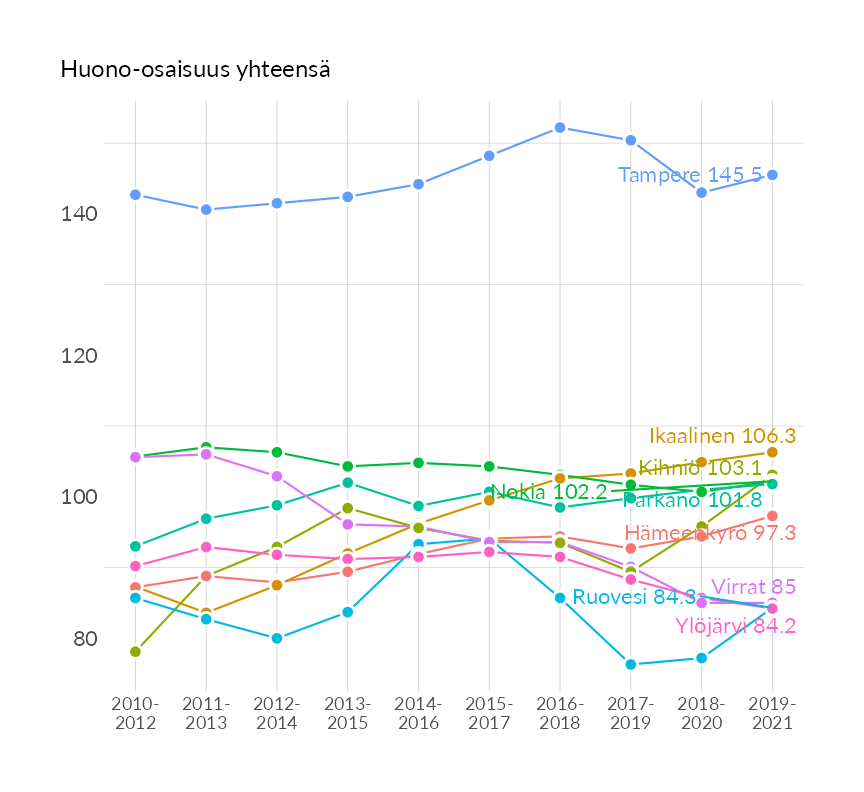 Huono-osaisuus yhteensä
Tampere 145.5
140
120
Ikaalinen 106.3
Kihniö 103.1
Nokia 102.2
100
Parkano 101.8
Hämeenkyrö 97.3
Virrat 85
Ruovesi 84.3
Ylöjärvi 84.2
80
2010- 2011- 2012- 2013- 2014- 2015- 2016- 2017- 2018- 2019-
2012 2013 2014 2015 2016 2017 2018 2019 2020 2021